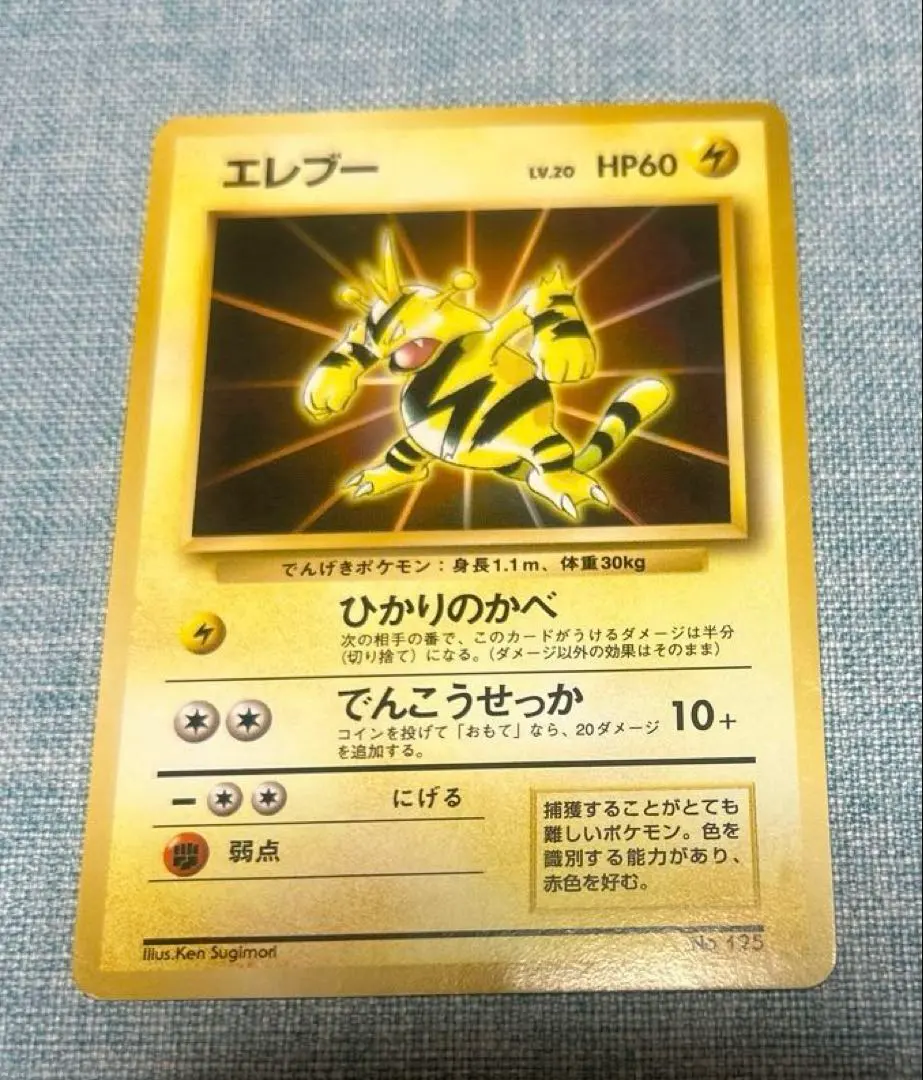 エレブー LV.20 HP60
でんげきポケモン：身長1.1m、体重30kg
ひかりのかべ
次の相手の番で、このカードがうけるダメージは半分
（切り捨て）になる。（ダメージ以外の効果はそのまま）
でんこうせっか 10+
コインを投げて「おもて」なら、20ダメージ
を追加する。
にげる
弱点
捕獲することがとても
難しいポケモン。色を
識別する能力があり、
赤色を好む。
Illus.Ken Sugimori
No.125